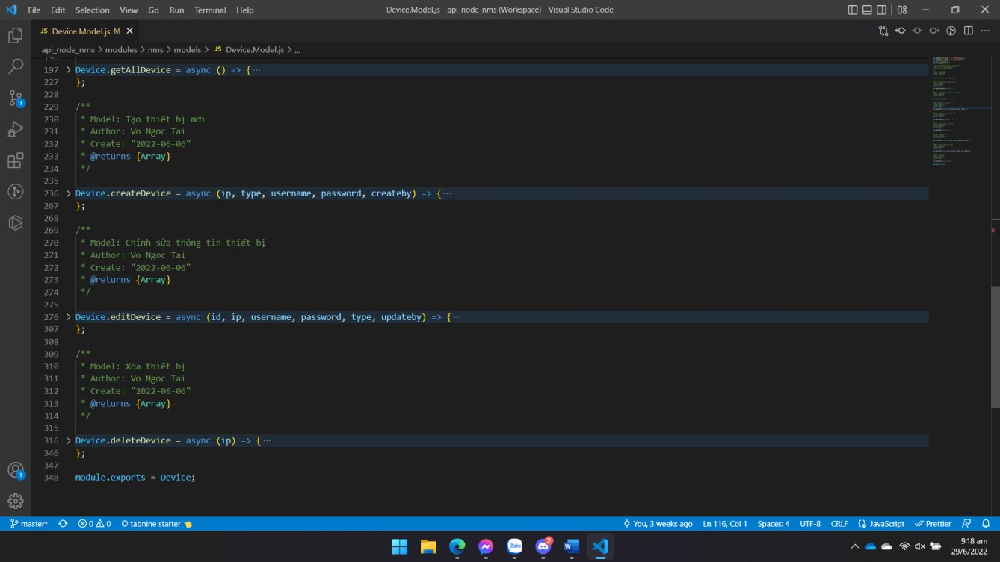 File Edit Selection View Go Run Terminal Help Device.Model.js - api_node_nms (Workspace) - Visual Studio Code
JS Device.Model.js M
api_node_nms > modules > nms > models > JS Device.Model.js > ...
196
197 > Device.getAllDevice = async () => { ...
227 };
228
229 /**
230 * Model: Tạo thiết bị mới
231 * Author: Vo Ngoc Tai
232 * Create: "2022-06-06"
233 * @returns {Array}
234 */
235
236 > Device.createDevice = async (ip, type, username, password, createby) => { ...
267 };
268
269 /**
270 * Model: Chỉnh sửa thông tin thiết bị
271 * Author: Vo Ngoc Tai
272 * Create: "2022-06-06"
273 * @returns {Array}
274 */
275
276 > Device.editDevice = async (id, ip, username, password, type, updateby) => { ...
307 };
308
309 /**
310 * Model: Xóa thiết bị
311 * Author: Vo Ngoc Tai
312 * Create: "2022-06-06"
313 * @returns {Array}
314 */
315
316 > Device.deleteDevice = async (ip) => { ...
346 };
347
348 module.exports = Device;
1
1
master* 0 0 tabnine starter You, 3 weeks ago Ln 116, Col 1 Spaces: 4 UTF-8 CRLF JavaScript Prettier
Zalo 2 W 9:18 am
29/6/2022